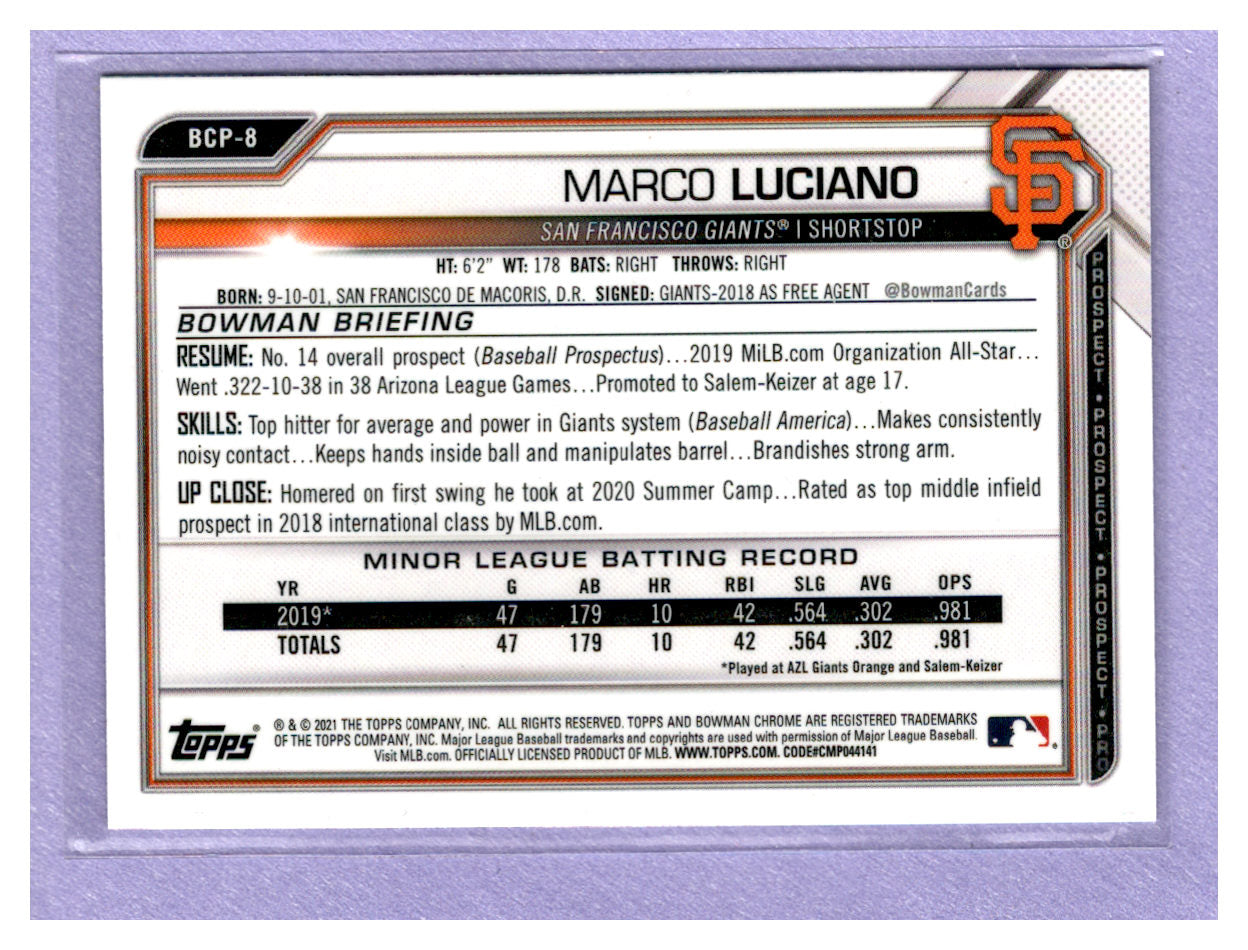 BCP-8
MARCO LUCIANO
SF
SAN FRANCISCO GIANTS® | SHORTSTOP
®
HT: 6'2" WT: 178 BATS: RIGHT THROWS: RIGHT
BORN: 9-10-01, SAN FRANCISCO DE MACORIS, D.R. SIGNED: GIANTS-2018 AS FREE AGENT @BowmanCards
BOWMAN BRIEFING
RESUME: No. 14 overall prospect (Baseball Prospectus)...2019 MiLB.com Organization All-Star...
Went .322-10-38 in 38 Arizona League Games...Promoted to Salem-Keizer at age 17.
SKILLS: Top hitter for average and power in Giants system (Baseball America)...Makes consistently
noisy contact...Keeps hands inside ball and manipulates barrel...Brandishes strong arm.
UP CLOSE: Homered on first swing he took at 2020 Summer Camp...Rated as top middle infield
prospect in 2018 international class by MLB.com.
MINOR LEAGUE BATTING RECORD
YR G AB HR RBI SLG AVG OPS
2019* 47 179 10 42 .564 .302 .981
TOTALS 47 179 10 42 .564 .302 .981
*Played at AZL Giants Orange and Salem-Keizer
PROSPECT • PROSPECT • PROSPECT • PRO
Topps®
® & © 2021 THE TOPPS COMPANY, INC. ALL RIGHTS RESERVED. TOPPS AND BOWMAN CHROME ARE REGISTERED TRADEMARKS
OF THE TOPPS COMPANY, INC. Major League Baseball trademarks and copyrights are used with permission of Major League Baseball.
Visit MLB.com. OFFICIALLY LICENSED PRODUCT OF MLB. WWW.TOPPS.COM. CODE#CMP044141